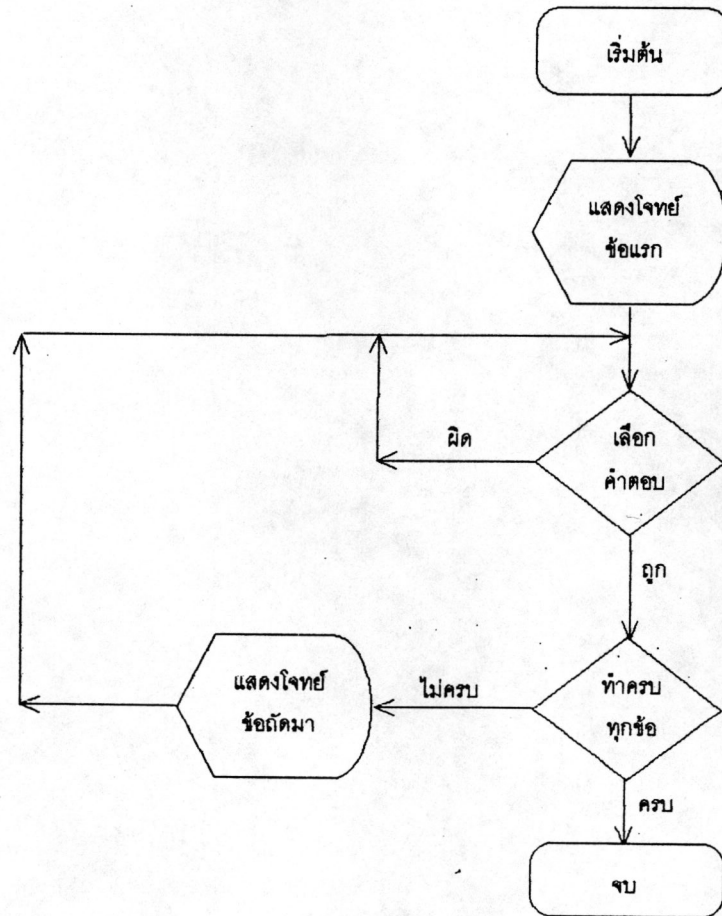 เริ่มต้น
แสดงโจทย์
ข้อแรก
ผิด
เลือก
คำตอบ
ถูก
แสดงโจทย์
ข้อถัดมา
ไม่ครบ
ทำครบ
ทุกข้อ
ครบ
จบ